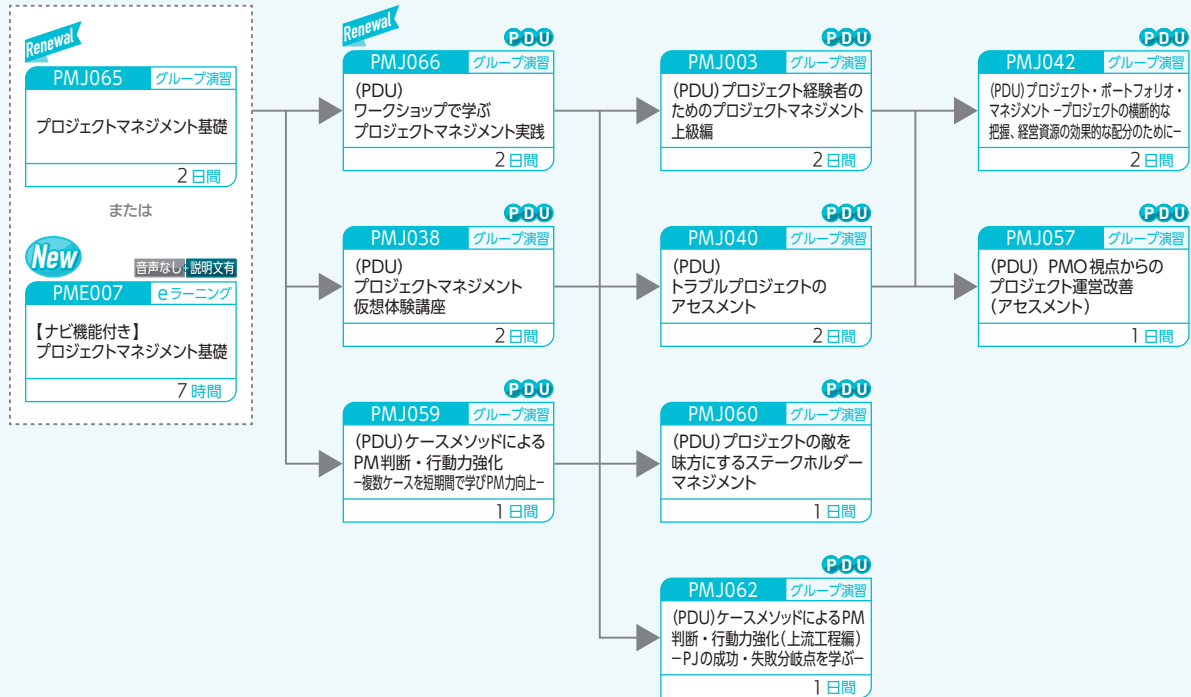 Renewal
PMJ065 グループ演習
プロジェクトマネジメント基礎
2日間
または
New
音声なし+説明文有
PME007 eラーニング
【ナビ機能付き】
プロジェクトマネジメント基礎
7時間
Renewal
PDU
PMJ066 グループ演習
(PDU)
ワークショップで学ぶ
プロジェクトマネジメント実践
2日間
PDU
PMJ038 グループ演習
(PDU)
プロジェクトマネジメント
仮想体験講座
2日間
PDU
PMJ059 グループ演習
(PDU)ケースメソッドによる
PM判断・行動力強化
−複数ケースを短期間で学びPM力向上−
1日間
PDU
PMJ003 グループ演習
(PDU)プロジェクト経験者の
ためのプロジェクトマネジメント
上級編
2日間
PDU
PMJ040 グループ演習
(PDU)
トラブルプロジェクトの
アセスメント
2日間
PDU
PMJ060 グループ演習
(PDU)プロジェクトの敵を
味方にするステークホルダー
マネジメント
1日間
PDU
PMJ062 グループ演習
(PDU)ケースメソッドによるPM
判断・行動力強化(上流工程編)
−PJの成功・失敗分岐点を学ぶ−
1日間
PDU
PMJ042 グループ演習
(PDU)プロジェクト・ポートフォリオ・
マネジメント −プロジェクトの横断的な
把握、経営資源の効果的な配分のために−
2日間
PDU
PMJ057 グループ演習
(PDU) PMO視点からの
プロジェクト運営改善
(アセスメント)
1日間